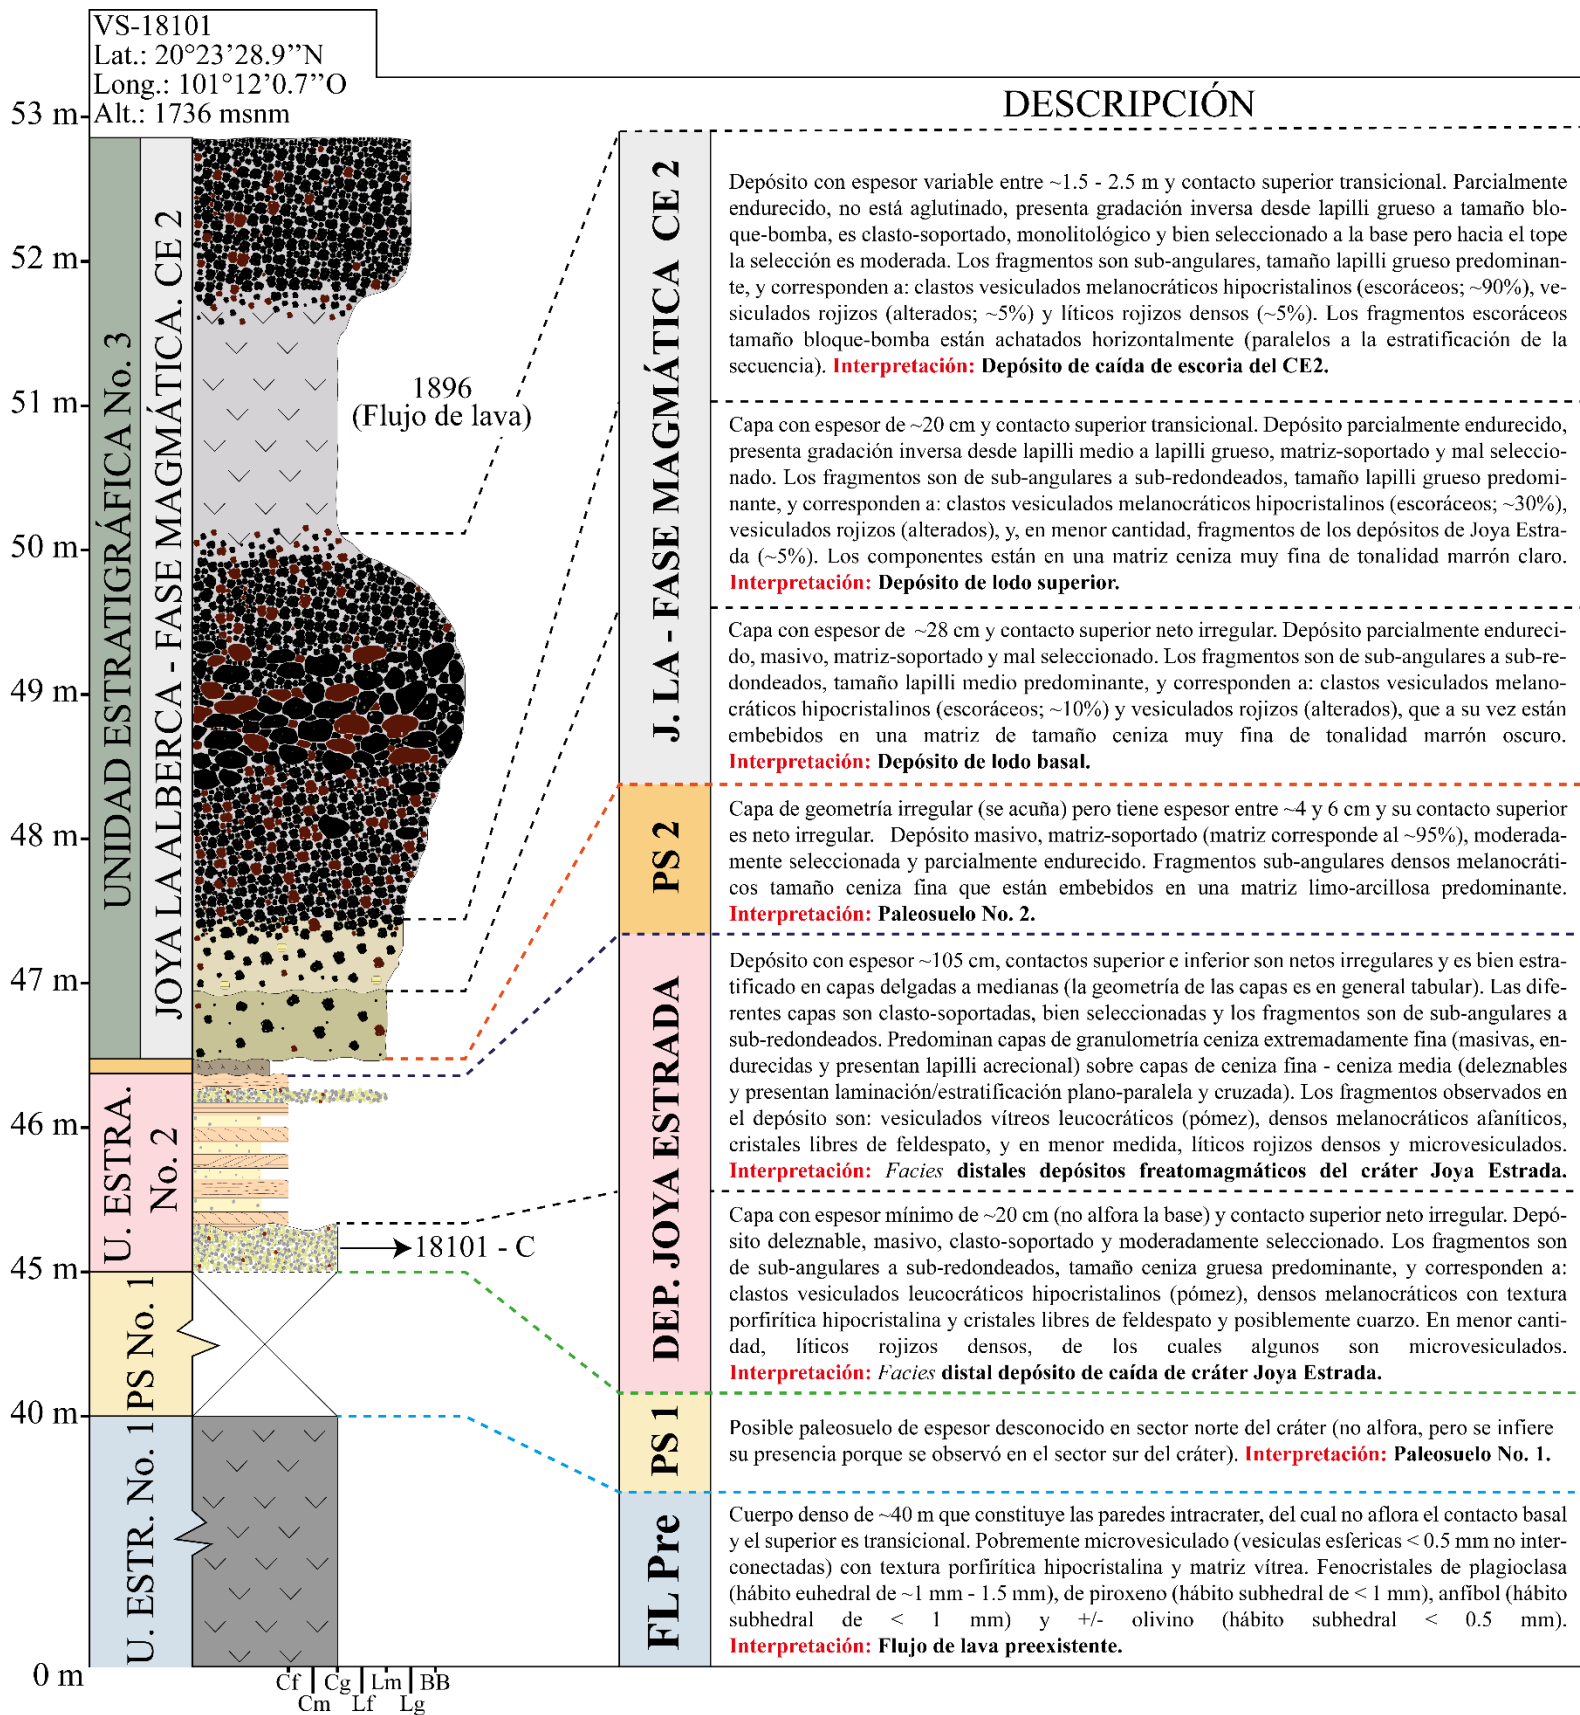 VS-18101
Lat.: 20°23’28.9’’N
Long.: 101°12’0.7’’O
Alt.: 1736 msnm
DESCRIPCIÓN
53 m
52 m
51 m
50 m
49 m
48 m
47 m
46 m
45 m
40 m
0 m
UNIDAD ESTRATIGRÁFICA No. 3
JOYA LA ALBERCA - FASE MAGMÁTICA. CE 2
U. ESTRA.
No. 2
PS No. 1
U. ESTR. No. 1
1896
(Flujo de lava)
18101 - C
Cf
Cm
Cg
Lf
Lm
Lg
BB
J. LA - FASE MAGMÁTICA CE 2
Depósito con espesor variable entre ~1.5 - 2.5 m y contacto superior transicional. Parcialmente
endurecido, no está aglutinado, presenta gradación inversa desde lapilli grueso a tamaño blo-
que-bomba, es clasto-soportado, monolitológico y bien seleccionado a la base pero hacia el tope
la selección es moderada. Los fragmentos son sub-angulares, tamaño lapilli grueso predominan-
te, y corresponden a: clastos vesiculados melanocráticos hipocristalinos (escoráceos; ~90%), ve-
siculados rojizos (alterados; ~5%) y líticos rojizos densos (~5%). Los fragmentos escoráceos
tamaño bloque-bomba están achatados horizontalmente (paralelos a la estratificación de la
secuencia). Interpretación: Depósito de caída de escoria del CE2.
Capa con espesor de ~20 cm y contacto superior transicional. Depósito parcialmente endurecido,
presenta gradación inversa desde lapilli medio a lapilli grueso, matriz-soportado y mal seleccio-
nado. Los fragmentos son de sub-angulares a sub-redondeados, tamaño lapilli grueso predomi-
nante, y corresponden a: clastos vesiculados melanocráticos hipocristalinos (escoráceos; ~30%),
vesiculados rojizos (alterados), y, en menor cantidad, fragmentos de los depósitos de Joya Estra-
da (~5%). Los componentes están en una matriz ceniza muy fina de tonalidad marrón claro.
Interpretación: Depósito de lodo superior.
Capa con espesor de ~28 cm y contacto superior neto irregular. Depósito parcialmente endureci-
do, masivo, matriz-soportado y mal seleccionado. Los fragmentos son de sub-angulares a sub-re-
dondeados, tamaño lapilli medio predominante, y corresponden a: clastos vesiculados melano-
cráticos hipocristalinos (escoráceos; ~10%) y vesiculados rojizos (alterados), que a su vez están
embebidos en una matriz de tamaño ceniza muy fina de tonalidad marrón oscuro.
Interpretación: Depósito de lodo basal.
PS 2
Capa de geometría irregular (se acuña) pero tiene espesor entre ~4 y 6 cm y su contacto superior
es neto irregular. Depósito masivo, matriz-soportado (matriz corresponde al ~95%), moderada-
mente seleccionada y parcialmente endurecido. Fragmentos sub-angulares densos melanocráti-
cos tamaño ceniza fina que están embebidos en una matriz limo-arcillosa predominante.
Interpretación: Paleosuelo No. 2.
DEP. JOYA ESTRADA
Depósito con espesor ~105 cm, contactos superior e inferior son netos irregulares y es bien estra-
tificado en capas delgadas a medianas (la geometría de las capas es en general tabular). Las dife-
rentes capas son clasto-soportadas, bien seleccionadas y los fragmentos son de sub-angulares a
sub-redondeados. Predominan capas de granulometría ceniza extremadamente fina (masivas, en-
durecidas y presentan lapilli acrecional) sobre capas de ceniza fina - ceniza media (deleznables
y presentan laminación/estratificación plano-paralela y cruzada). Los fragmentos observados en
el depósito son: vesiculados vítreos leucocráticos (pómez), densos melanocráticos afaníticos,
cristales libres de feldespato, y en menor medida, líticos rojizos densos y microvesiculados.
Interpretación: Facies distales depósitos freatomagmáticos del cráter Joya Estrada.
Capa con espesor mínimo de ~20 cm (no alfora la base) y contacto superior neto irregular. Depó-
sito deleznable, masivo, clasto-soportado y moderadamente seleccionado. Los fragmentos son
de sub-angulares a sub-redondeados, tamaño ceniza gruesa predominante, y corresponden a:
clastos vesiculados leucocráticos hipocristalinos (pómez), densos melanocráticos con textura
porfirítica hipocristalina y cristales libres de feldespato y posiblemente cuarzo. En menor canti-
dad, líticos rojizos densos, de los cuales algunos son microvesiculados.
Interpretación: Facies distal depósito de caída de cráter Joya Estrada.
PS 1
Posible paleosuelo de espesor desconocido en sector norte del cráter (no alfora, pero se infiere
su presencia porque se observó en el sector sur del cráter). Interpretación: Paleosuelo No. 1.
FL Pre
Cuerpo denso de ~40 m que constituye las paredes intracrater, del cual no aflora el contacto basal
y el superior es transicional. Pobremente microvesiculado (vesiculas esfericas < 0.5 mm no inter-
conectadas) con textura porfirítica hipocristalina y matriz vítrea. Fenocristales de plagioclasa
(hábito euhedral de ~1 mm - 1.5 mm), de piroxeno (hábito subhedral de < 1 mm), anfíbol (hábito
subhedral de < 1 mm) y +/- olivino (hábito subhedral < 0.5 mm).
Interpretación: Flujo de lava preexistente.